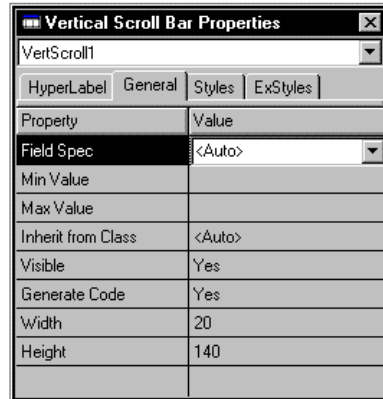 Vertical Scroll Bar Properties
VertScroll1
HyperLabel General Styles ExStyles
Property Value
Field Spec <Auto>
Min Value
Max Value
Inherit from Class <Auto>
Visible Yes
Generate Code Yes
Width 20
Height 140